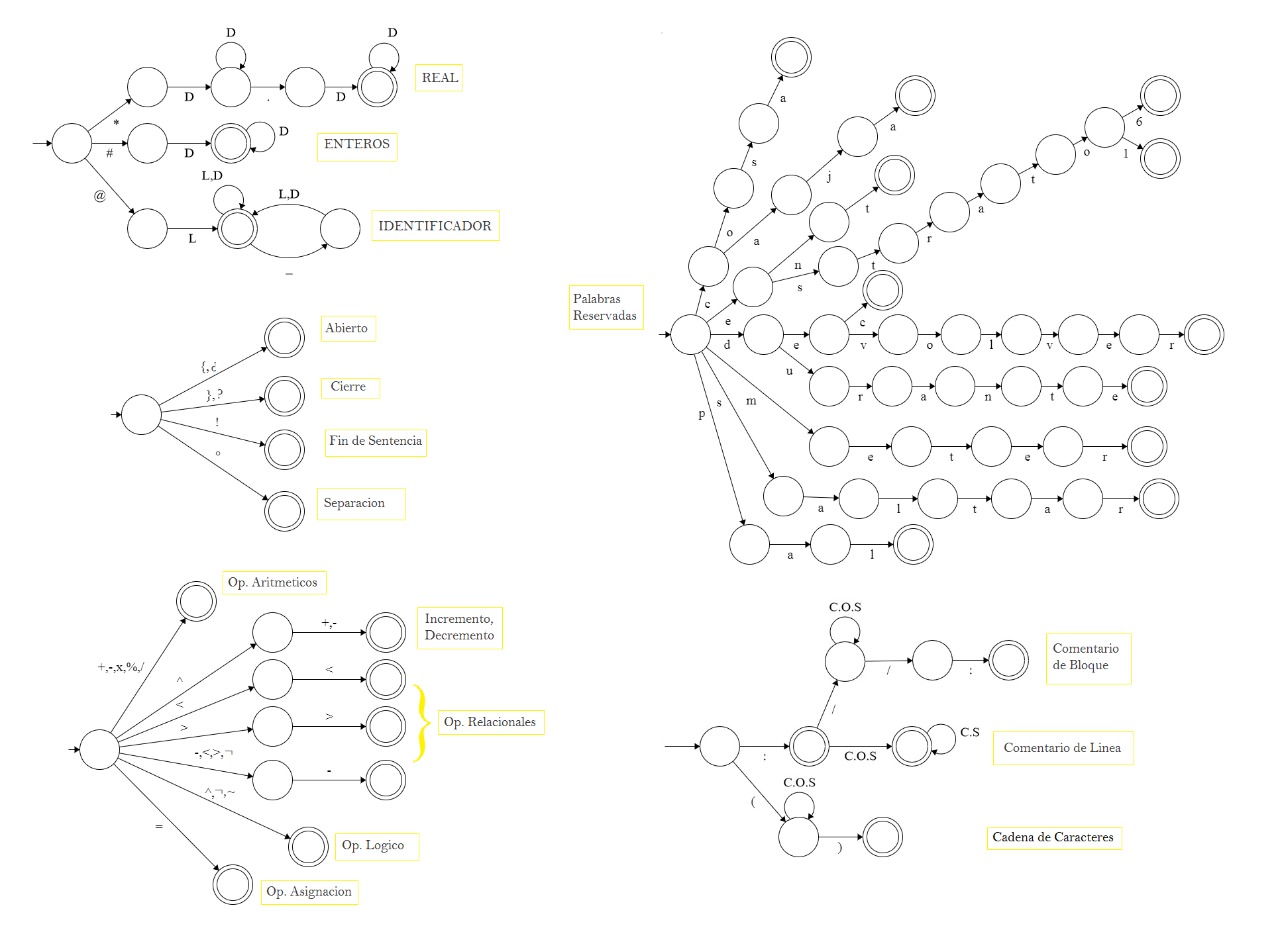 D
D
REAL
D
.
D
*
D
ENTEROS
#
D
L,D
@
L,D
IDENTIFICADOR
L
_
Abierto
{,¿
Cierre
},?
!
Fin de Sentencia
°
Separacion
Op. Aritmeticos
+,-,x,%,/
Incremento,
Decremento
+,-
^
<
<
>
>
Op. Relacionales
-,<,>,¬
-
^,¬,~
=
Op. Logico
Op. Asignacion
Palabras
Reservadas
a
s
o
c
a
j
a
e
n
t
s
t
r
a
t
o
6
l
d
e
c
v
o
l
v
e
r
u
r
a
n
t
e
m
e
t
e
r
s
a
l
t
a
r
p
a
l
C.O.S
Comentario
de Bloque
/
:
/
:
C.O.S
C.S
Comentario de Linea
C.O.S
(
)
Cadena de Caracteres